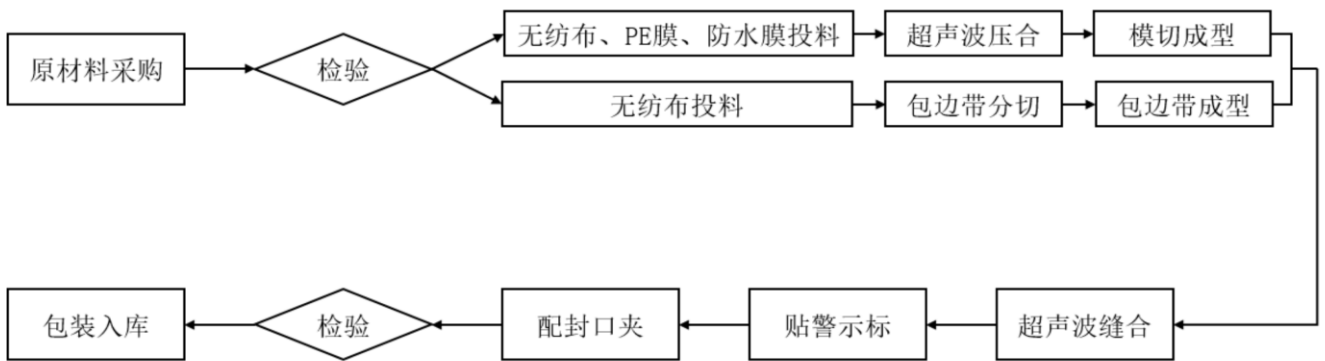 原材料采购
检验
无纺布、PE膜、防水膜投料
超声波压合
模切成型
无纺布投料
包边带分切
包边带成型
超声波缝合
贴警示标
配封口夹
检验
包装入库